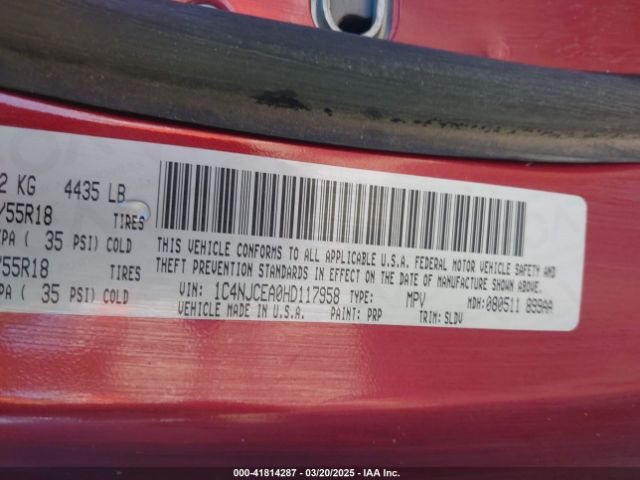 2 KG 4435 LB
/55R18 TIRES
PA ( 35 PSI) COLD
/55R18 TIRES
PA ( 35 PSI) COLD
THIS VEHICLE CONFORMS TO ALL APPLICABLE U.S.A. FEDERAL MOTOR VEHICLE SAFETY AND
THEFT PREVENTION STANDARDS IN EFFECT ON THE DATE OF MANUFACTURE SHOWN ABOVE.
VIN: 1C4NJCEA0HD117958 TYPE: MPV MDH: 080511 899AA
VEHICLE MADE IN U.S.A. PAINT: PRP TRIM: SLDV
000-41814287 - 03/20/2025 - IAA Inc.